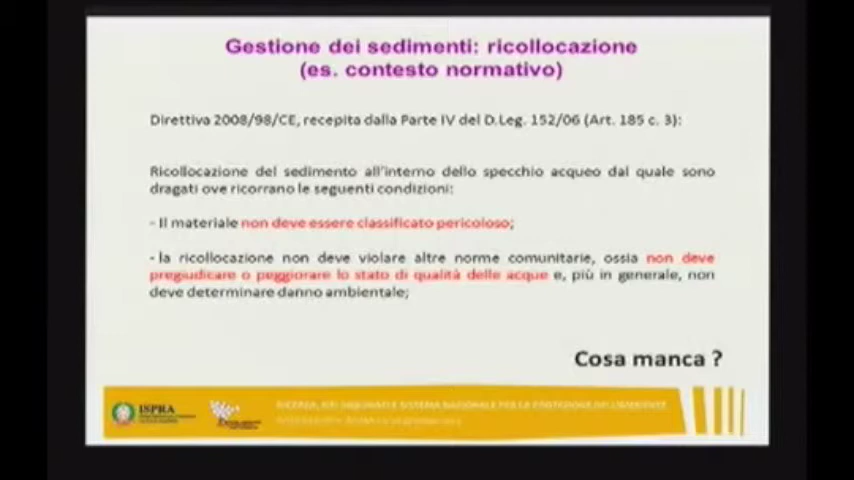 Gestione dei sedimenti: ricollocazione
(es. contesto normativo)
Direttiva 2008/98/CE, recepita dalla Parte IV del D.Leg. 152/06 (Art. 185 c. 3):
Ricollocazione del sedimento all'interno dello specchio acqueo dal quale sono
dragati ove ricorrano le seguenti condizioni:
- Il materiale non deve essere classificato pericoloso;
- la ricollocazione non deve violare altre norme comunitarie, ossia non deve
pregiudicare o peggiorare lo stato di qualità delle acque e, più in generale, non
deve determinare danno ambientale;
Cosa manca ?
ISPRA